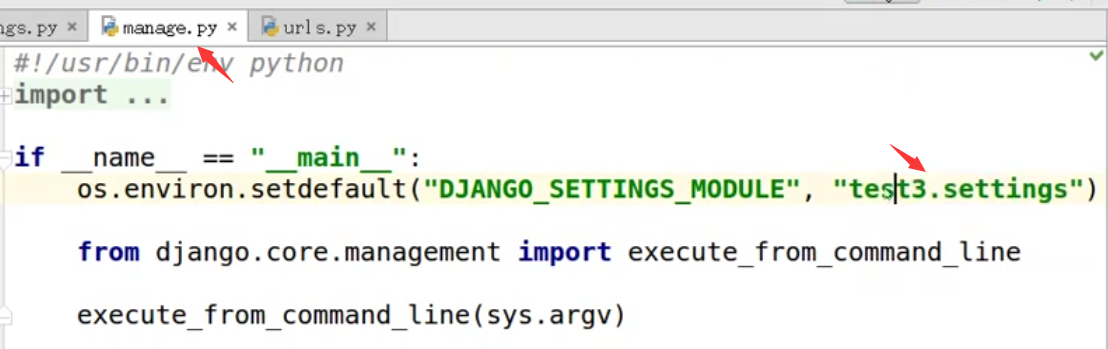 ngs.py × manage.py × urls.py ×
#!/usr/bin/env python
import ...
if __name__ == "__main__":
os.environ.setdefault("DJANGO_SETTINGS_MODULE", "test3.settings")
from django.core.management import execute_from_command_line
execute_from_command_line(sys.argv)